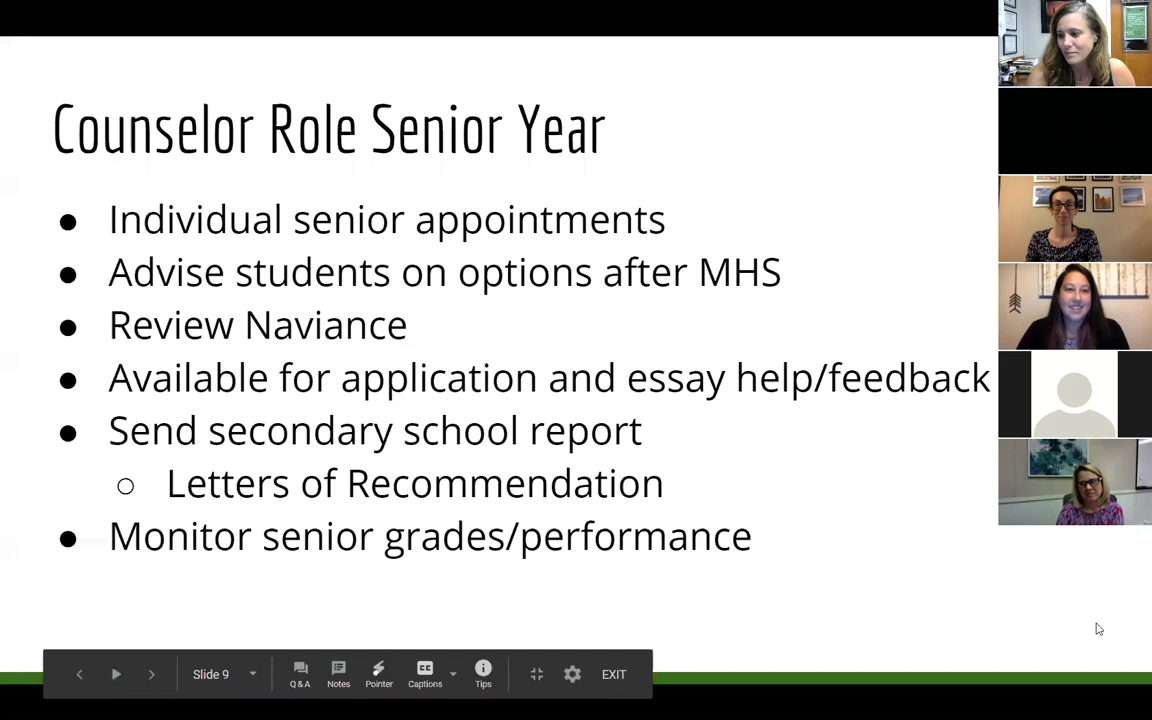 Counselor Role Senior Year
● Individual senior appointments
● Advise students on options after MHS
● Review Naviance
● Available for application and essay help/feedback
● Send secondary school report
○ Letters of Recommendation
● Monitor senior grades/performance
Slide 9
Q & A
Notes
Pointer
CC
Captions
Tips
EXIT